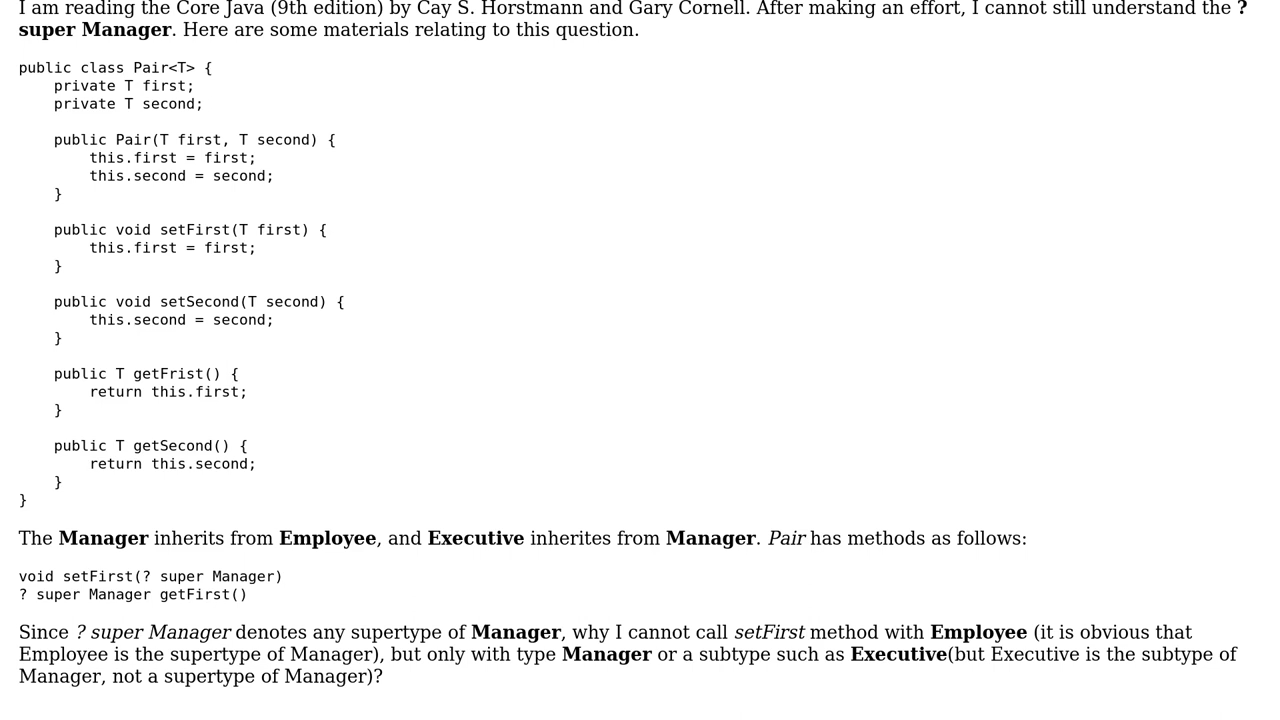 I am reading the Core Java (9th edition) by Cay S. Horstmann and Gary Cornell. After making an effort, I cannot still understand the ?
super Manager. Here are some materials relating to this question.
public class Pair<T> {
    private T first;
    private T second;

    public Pair(T first, T second) {
        this.first = first;
        this.second = second;
    }

    public void setFirst(T first) {
        this.first = first;
    }

    public void setSecond(T second) {
        this.second = second;
    }

    public T getFrist() {
        return this.first;
    }

    public T getSecond() {
        return this.second;
    }
}
The Manager inherits from Employee, and Executive inherites from Manager. Pair has methods as follows:
void setFirst(? super Manager)
? super Manager getFirst()
Since ? super Manager denotes any supertype of Manager, why I cannot call setFirst method with Employee (it is obvious that
Employee is the supertype of Manager), but only with type Manager or a subtype such as Executive(but Executive is the subtype of
Manager, not a supertype of Manager)?